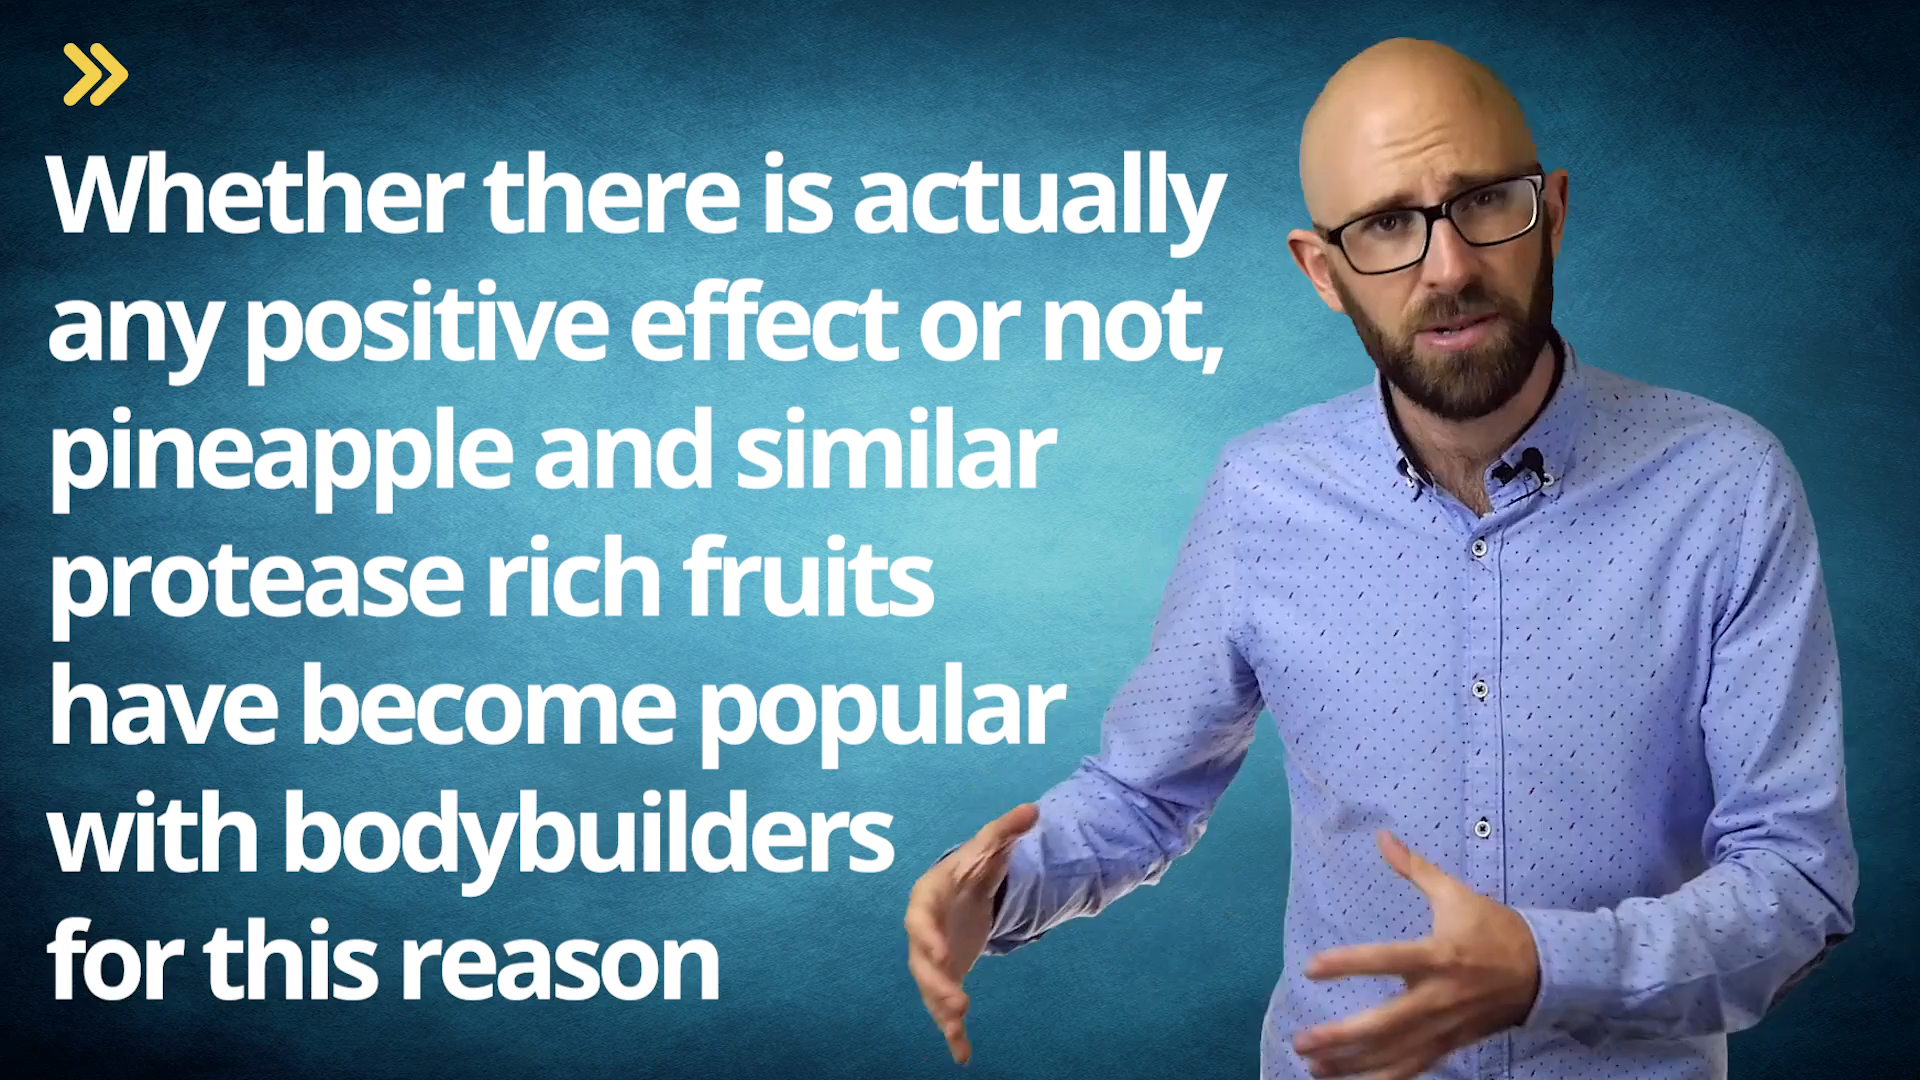 Whether there is actually
any positive effect or not,
pineapple and similar
protease rich fruits
have become popular
with bodybuilders
for this reason